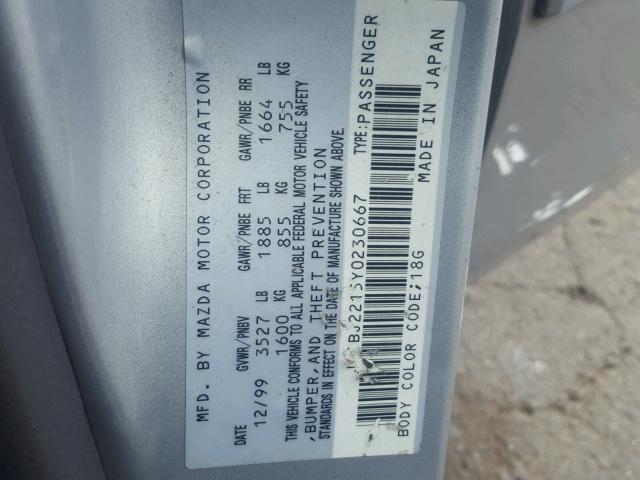 MFD. BY MAZDA MOTOR CORPORATION
DATE GVWR/PNBV GAWR/PNBE FRT GAWR/PNBE RR
12/99 3527 LB 1885 LB 1664 LB
1600 KG 855 KG 755 KG
THIS VEHICLE CONFORMS TO ALL APPLICABLE FEDERAL MOTOR VEHICLE SAFETY
,BUMPER,AND THEFT PREVENTION
STANDARDS IN EFFECT ON THE DATE OF MANUFACTURE SHOWN ABOVE.
BJ2213Y0230667 TYPE:PASSENGER
BODY COLOR CODE;18G MADE IN JAPAN